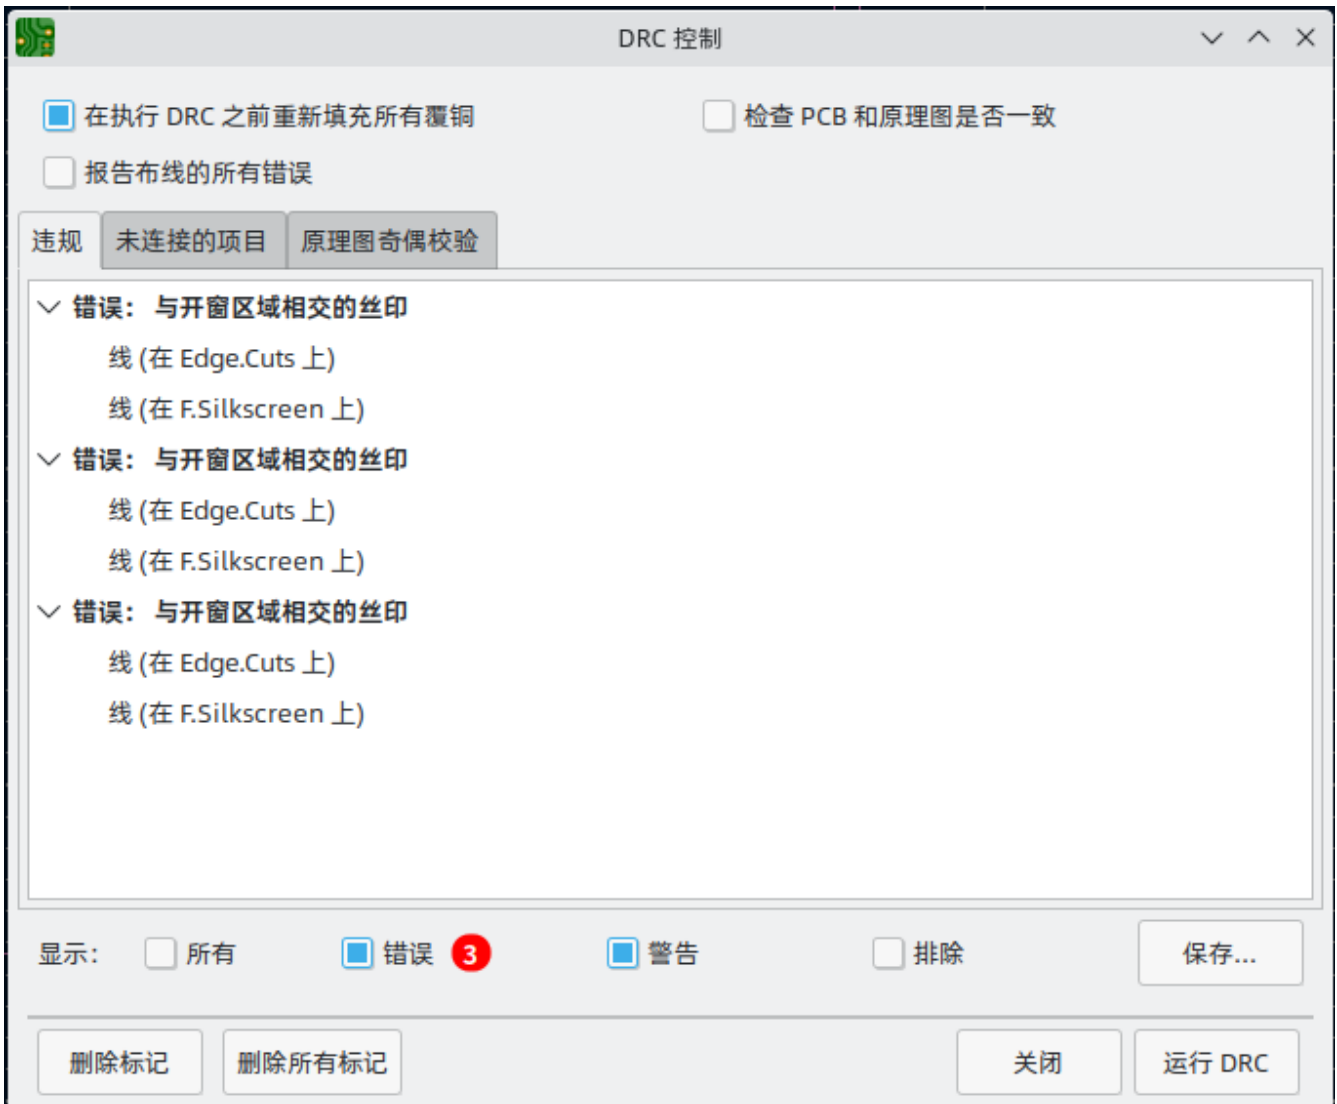 DRC 控制
在执行 DRC 之前重新填充所有覆铜 检查 PCB 和原理图是否一致
报告布线的所有错误
违规 未连接的项目 原理图奇偶校验
错误： 与开窗区域相交的丝印
线 (在 Edge.Cuts 上)
线 (在 F.Silkscreen 上)
错误： 与开窗区域相交的丝印
线 (在 Edge.Cuts 上)
线 (在 F.Silkscreen 上)
错误： 与开窗区域相交的丝印
线 (在 Edge.Cuts 上)
线 (在 F.Silkscreen 上)
显示： 所有 错误 3 警告 排除 保存...
删除标记 删除所有标记 关闭 运行 DRC